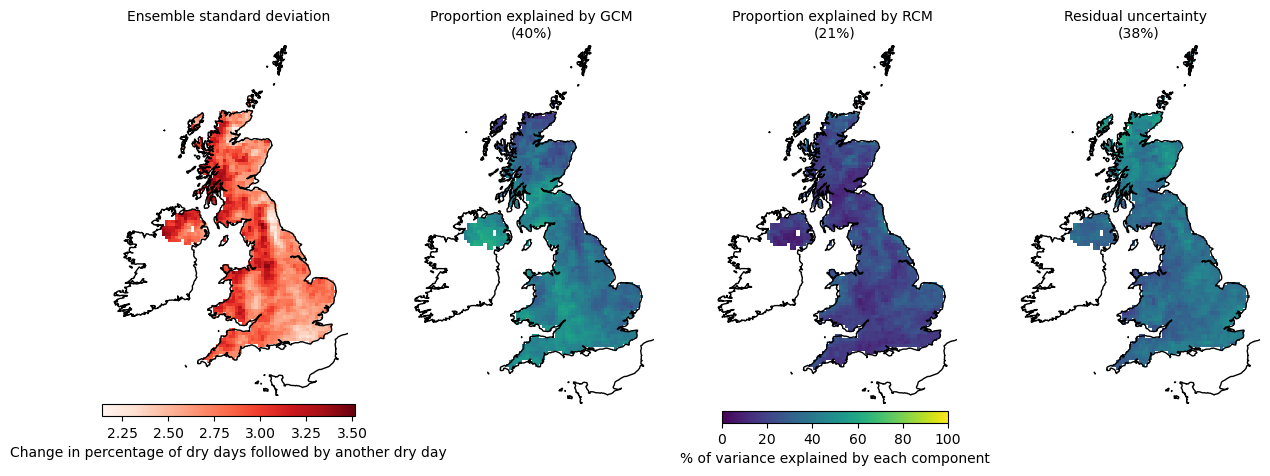 Ensemble standard deviation
Proportion explained by GCM
(40%)
Proportion explained by RCM
(21%)
Residual uncertainty
(38%)
2.25 2.50 2.75 3.00 3.25 3.50
Change in percentage of dry days followed by another dry day
0 20 40 60 80 100
% of variance explained by each component